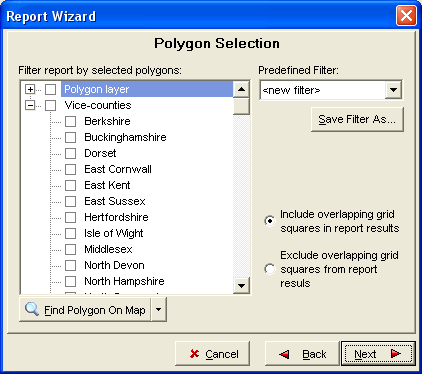 Report Wizard
Polygon Selection
Filter report by selected polygons:
Polygon layer
Vice-counties
Berkshire
Buckinghamshire
Dorset
East Cornwall
East Kent
East Sussex
Hertfordshire
Isle of Wight
Middlesex
North Devon
North Hampshire
Find Polygon On Map
Predefined Filter:
<new filter>
Save Filter As...
Include overlapping grid
squares in report results
Exclude overlapping grid
squares from report
resuls
Cancel
Back
Next